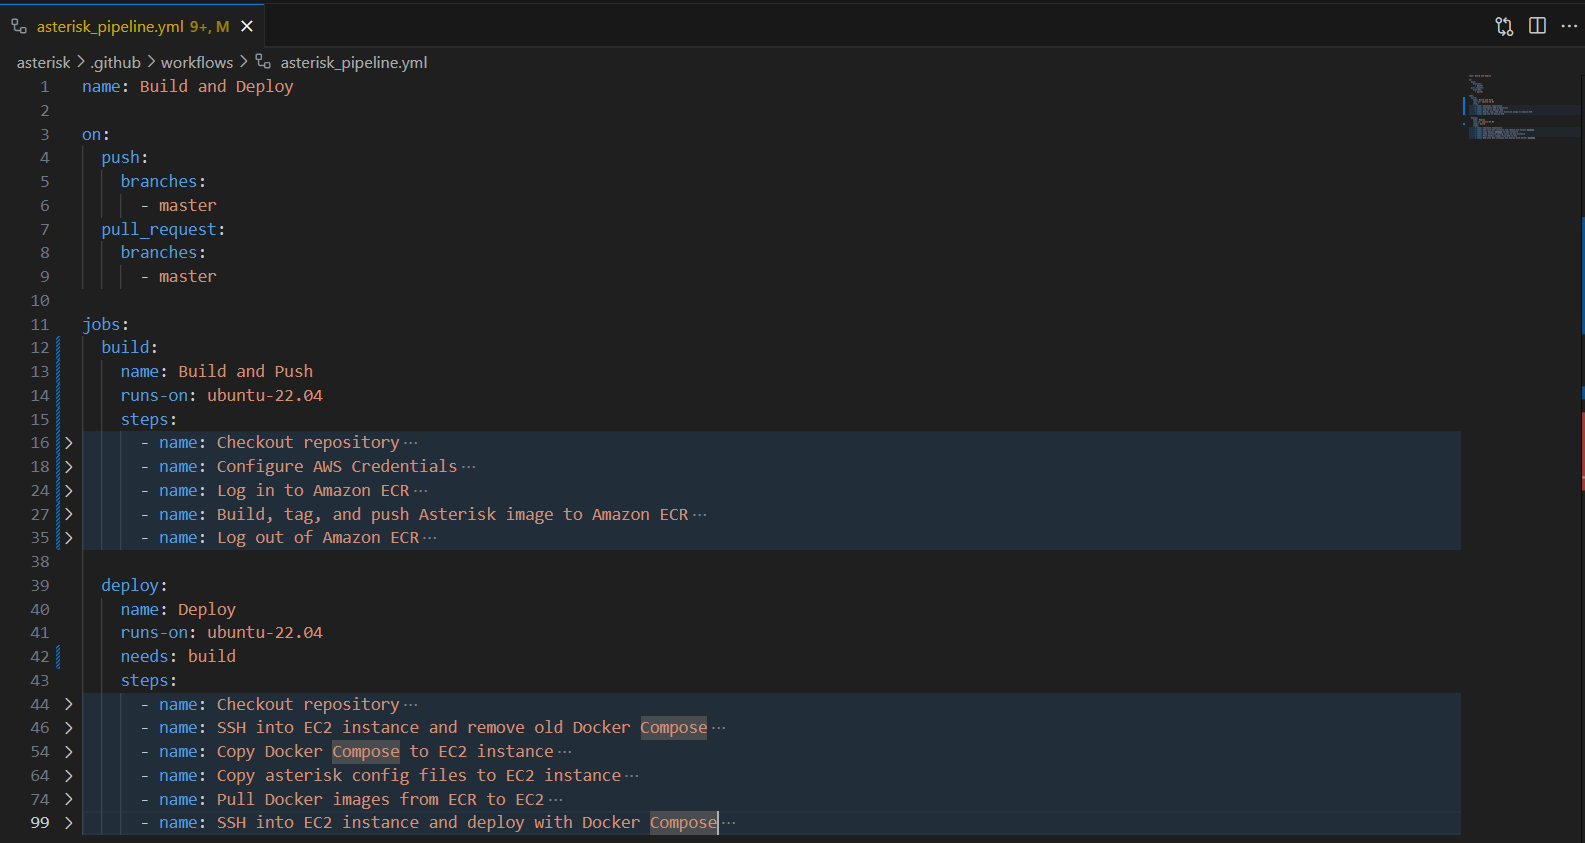 asterisk_pipeline.yml 9+, M
asterisk > .github > workflows > asterisk_pipeline.yml
1 name: Build and Deploy
2
3 on:
4 push:
5 branches:
6 - master
7 pull_request:
8 branches:
9 - master
10
11 jobs:
12 build:
13 name: Build and Push
14 runs-on: ubuntu-22.04
15 steps:
16 - name: Checkout repository ...
18 - name: Configure AWS Credentials ...
24 - name: Log in to Amazon ECR ...
27 - name: Build, tag, and push Asterisk image to Amazon ECR ...
35 - name: Log out of Amazon ECR ...
38
39 deploy:
40 name: Deploy
41 runs-on: ubuntu-22.04
42 needs: build
43 steps:
44 - name: Checkout repository ...
46 - name: SSH into EC2 instance and remove old Docker Compose ...
54 - name: Copy Docker Compose to EC2 instance ...
64 - name: Copy asterisk config files to EC2 instance ...
74 - name: Pull Docker images from ECR to EC2 ...
99 - name: SSH into EC2 instance and deploy with Docker Compose ...